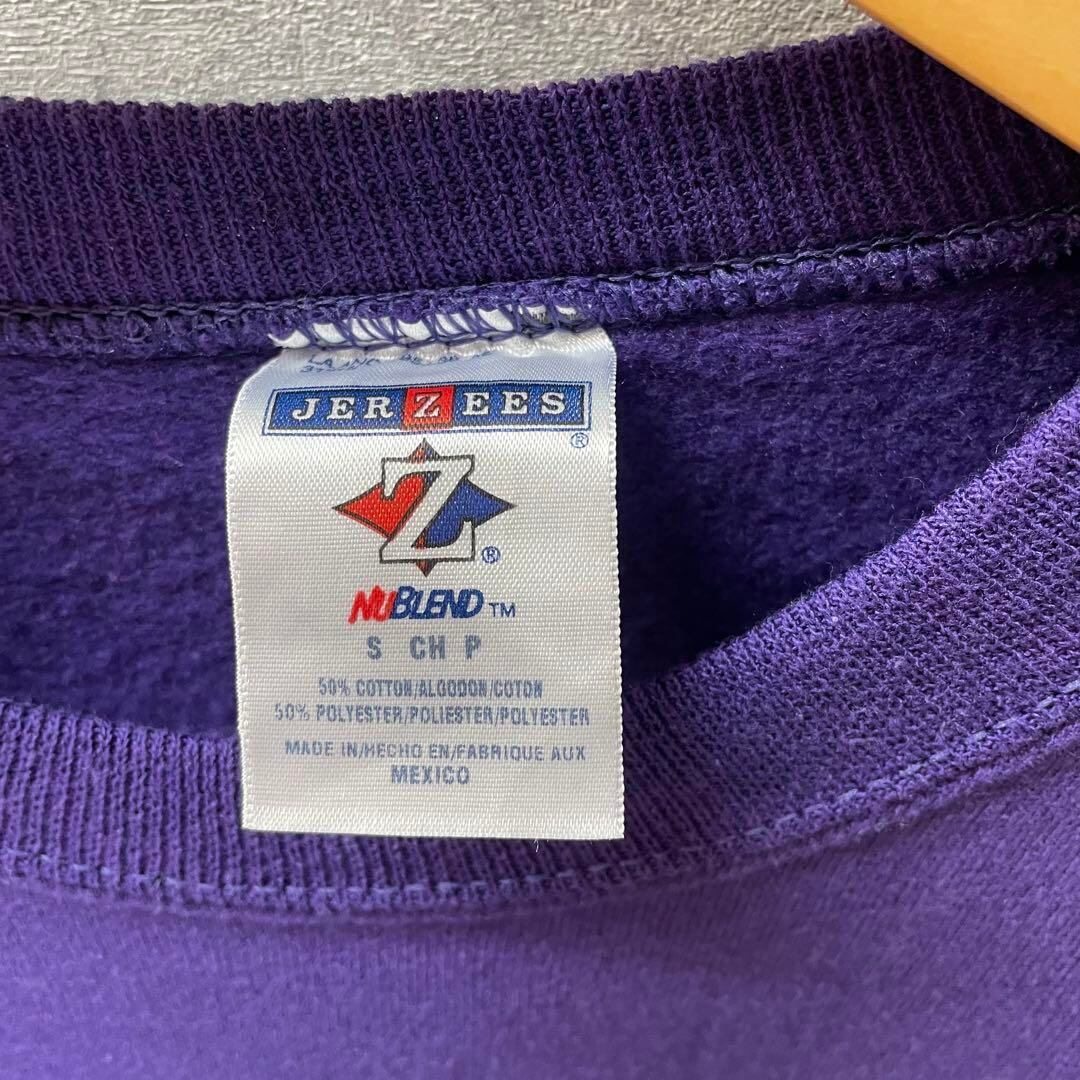 JERZEES
®
Z
®
NUBLEND TM
S CH P
50% COTTON/ALGODON/COTON
50% POLYESTER/POLIESTER/POLYESTER
MADE IN/HECHO EN/FABRIQUE AUX
MEXICO